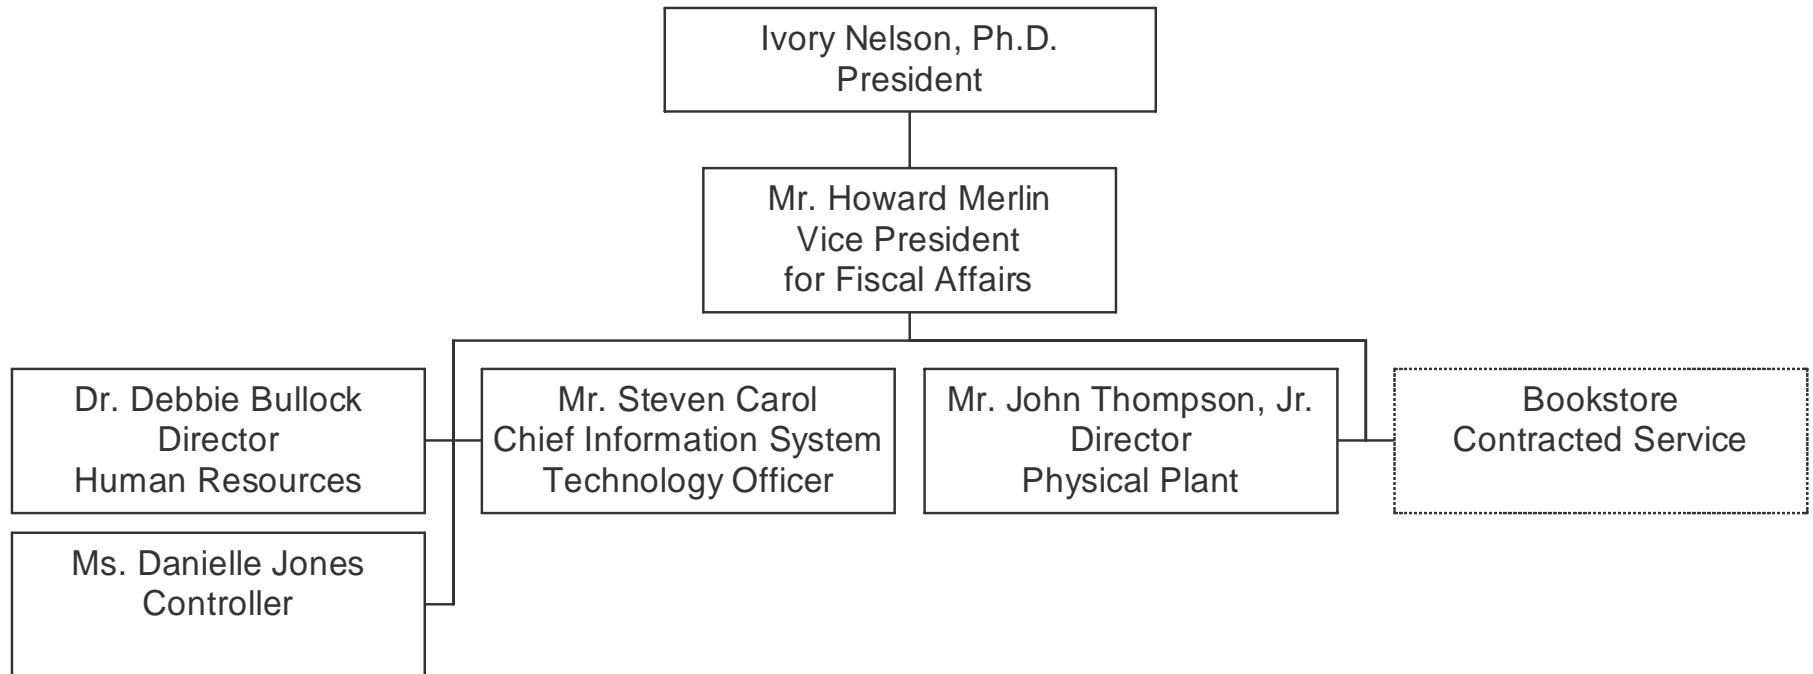 Ivory Nelson, Ph.D.
President
Mr. Howard Merlin
Vice President
for Fiscal Affairs
Dr. Debbie Bullock
Director
Human Resources
Mr. Steven Carol
Chief Information System
Technology Officer
Mr. John Thompson, Jr.
Director
Physical Plant
Bookstore
Contracted Service
Ms. Danielle Jones
Controller